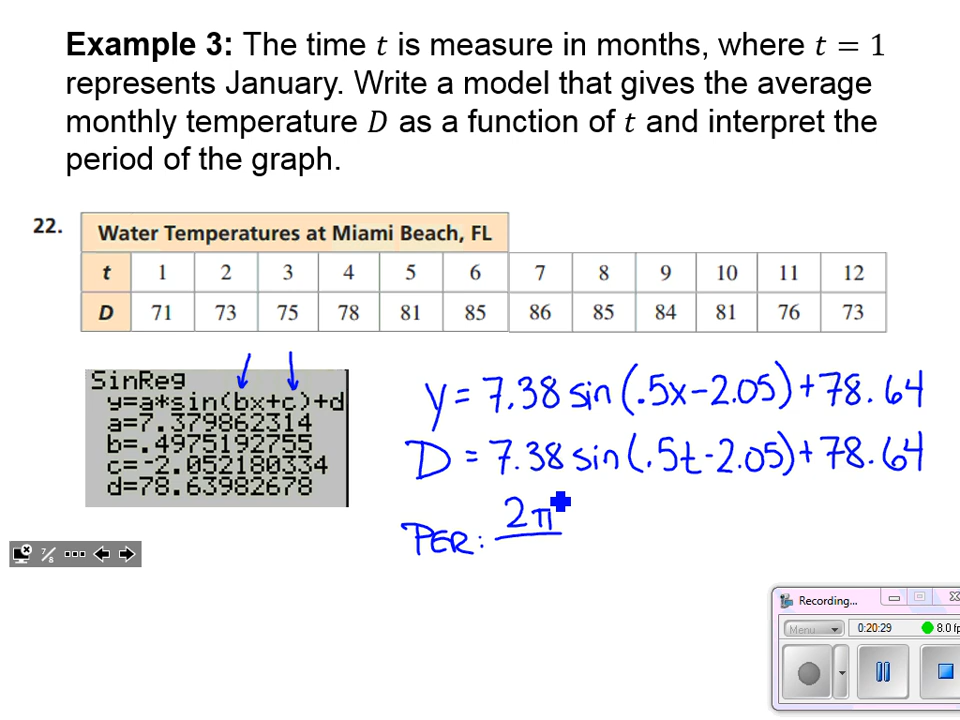 Example 3: The time t is measure in months, where t = 1
represents January. Write a model that gives the average
monthly temperature D as a function of t and interpret the
period of the graph.
22.
Water Temperatures at Miami Beach, FL
t 1 2 3 4 5 6 7 8 9 10 11 12
D 71 73 75 78 81 85 86 85 84 81 76 73
SinReg
y=a*sin(bx+c)+d
a=7.379862314
b=.4975192755
c=-2.052180334
d=78.63982678
y = 7.38 sin(.5x-2.05)+78.64
D = 7.38 sin(.5t-2.05)+78.64
PER: 2π
7/8
Recording...
Menu 0:20:29 8.0 fp